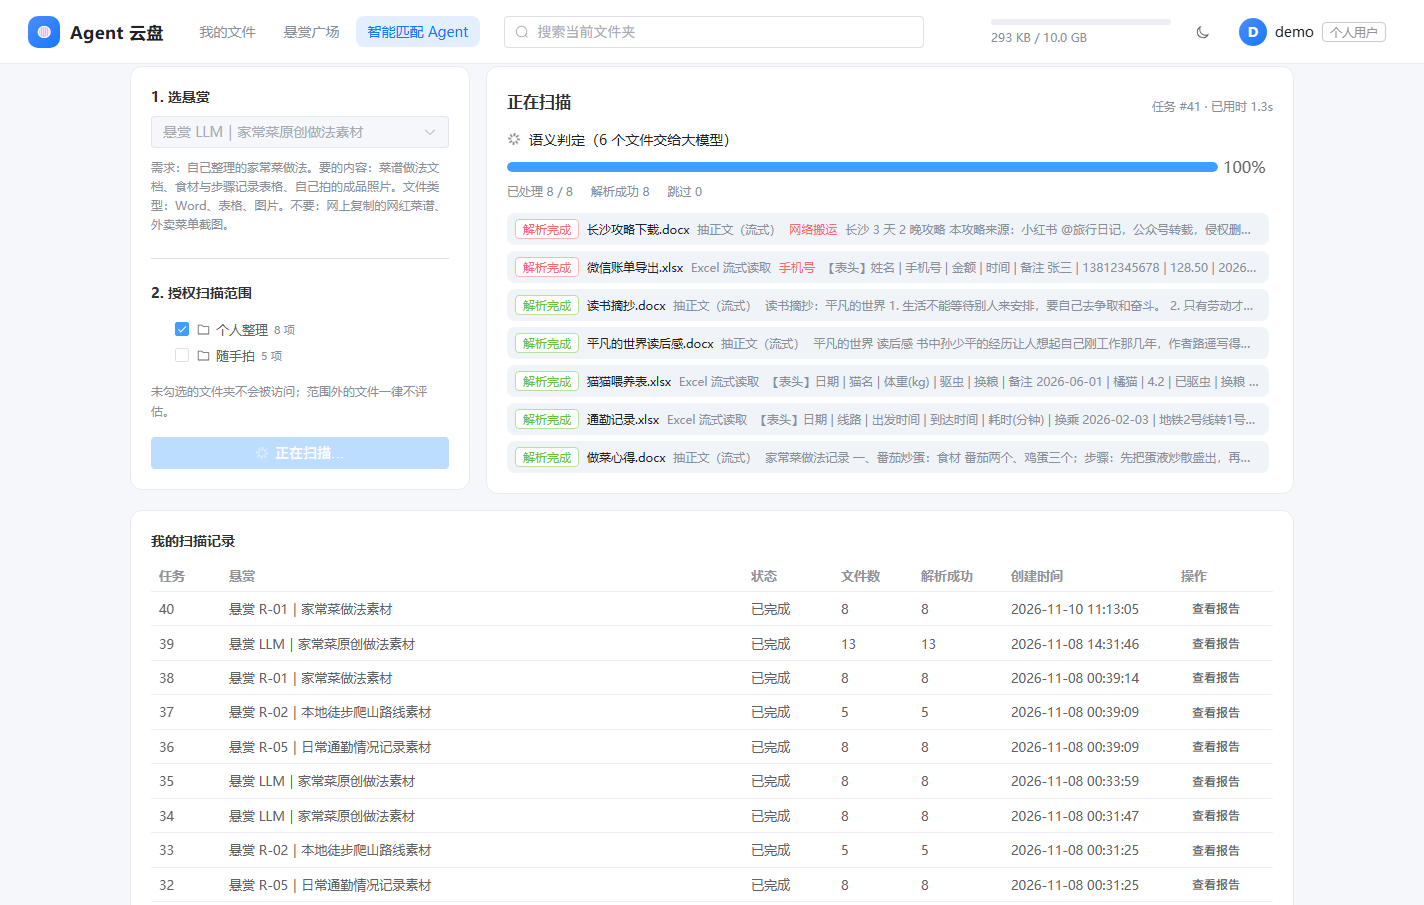 Agent 云盘
我的文件
悬赏广场
智能匹配 Agent
搜索当前文件夹
293 KB / 10.0 GB
D
demo
个人用户
1. 选悬赏
悬赏 LLM | 家常菜原创做法素材
需求：自己整理的家常菜做法。要的内容：菜谱做法文
档、食材与步骤记录表格、自己拍的成品照片。文件类
型：Word、表格、图片。不要：网上复制的网红菜谱、
外卖菜单截图。
2. 授权扫描范围
个人整理 8 项
随手拍 5 项
未勾选的文件夹不会被访问；范围外的文件一律不评
估。
正在扫描...
正在扫描
任务 #41 · 已用时 1.3s
语义判定（6 个文件交给大模型）
100%
已处理 8 / 8 解析成功 8 跳过 0
解析完成 长沙攻略下载.docx 抽正文（流式） 网络搬运 长沙 3 天 2 晚攻略 本攻略来源：小红书 @旅行日记，公众号转载，侵权删...
解析完成 微信账单导出.xlsx Excel 流式读取 手机号 【表头】姓名 | 手机号 | 金额 | 时间 | 备注 张三 | 13812345678 | 128.50 | 2026...
解析完成 读书摘抄.docx 抽正文（流式） 读书摘抄：平凡的世界 1. 生活不能等待别人来安排，要自己去争取和奋斗。 2. 只有劳动才...
解析完成 平凡的世界读后感.docx 抽正文（流式） 平凡的世界 读后感 书中孙少平的经历让人想起自己刚工作那几年，作者路遥写得...
解析完成 猫猫喂养表.xlsx Excel 流式读取 【表头】日期 | 猫名 | 体重(kg) | 驱虫 | 换粮 | 备注 2026-06-01 | 橘猫 | 4.2 | 已驱虫 | 换粮 ...
解析完成 通勤记录.xlsx Excel 流式读取 【表头】日期 | 线路 | 出发时间 | 到达时间 | 耗时(分钟) | 换乘 2026-02-03 | 地铁2号线转1号...
解析完成 做菜心得.docx 抽正文（流式） 家常菜做法记录 一、番茄炒蛋：食材 番茄两个、鸡蛋三个；步骤：先把蛋液炒散盛出，再...
我的扫描记录
任务 悬赏 状态 文件数 解析成功 创建时间 操作
40 悬赏 R-01 | 家常菜做法素材 已完成 8 8 2026-11-10 11:13:05 查看报告
39 悬赏 LLM | 家常菜原创做法素材 已完成 13 13 2026-11-08 14:31:46 查看报告
38 悬赏 R-01 | 家常菜做法素材 已完成 8 8 2026-11-08 00:39:14 查看报告
37 悬赏 R-02 | 本地徒步爬山路线素材 已完成 5 5 2026-11-08 00:39:09 查看报告
36 悬赏 R-05 | 日常通勤情况记录素材 已完成 8 8 2026-11-08 00:39:09 查看报告
35 悬赏 LLM | 家常菜原创做法素材 已完成 8 8 2026-11-08 00:33:59 查看报告
34 悬赏 LLM | 家常菜原创做法素材 已完成 8 8 2026-11-08 00:31:47 查看报告
33 悬赏 R-02 | 本地徒步爬山路线素材 已完成 5 5 2026-11-08 00:31:25 查看报告
32 悬赏 R-05 | 日常通勤情况记录素材 已完成 8 8 2026-11-08 00:31:25 查看报告